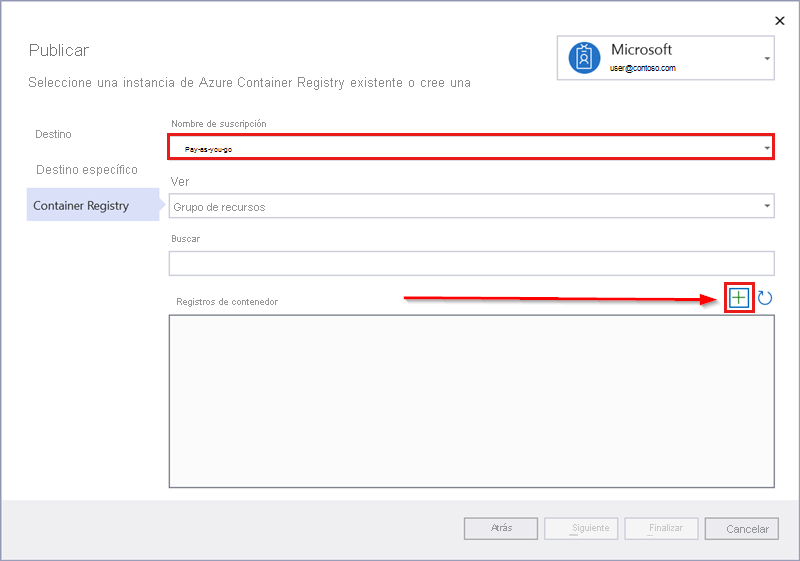 Publicar
Microsoft
user@contoso.com
Seleccione una instancia de Azure Container Registry existente o cree una
Destino
Destino específico
Container Registry
Nombre de suscripción
Pay-as-you-go
Ver
Grupo de recursos
Buscar
Registros de contenedor
Atrás
Siguiente
Finalizar
Cancelar